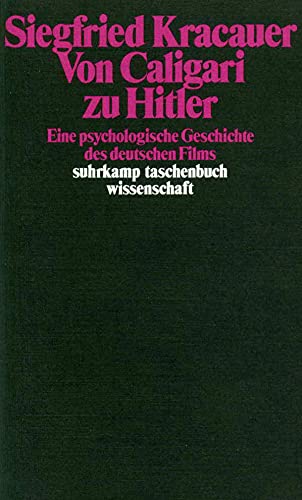 Siegfried Kracauer
Von Caligari
zu Hitler
Eine psychologische Geschichte
des deutschen Films
suhrkamp taschenbuch
wissenschaft